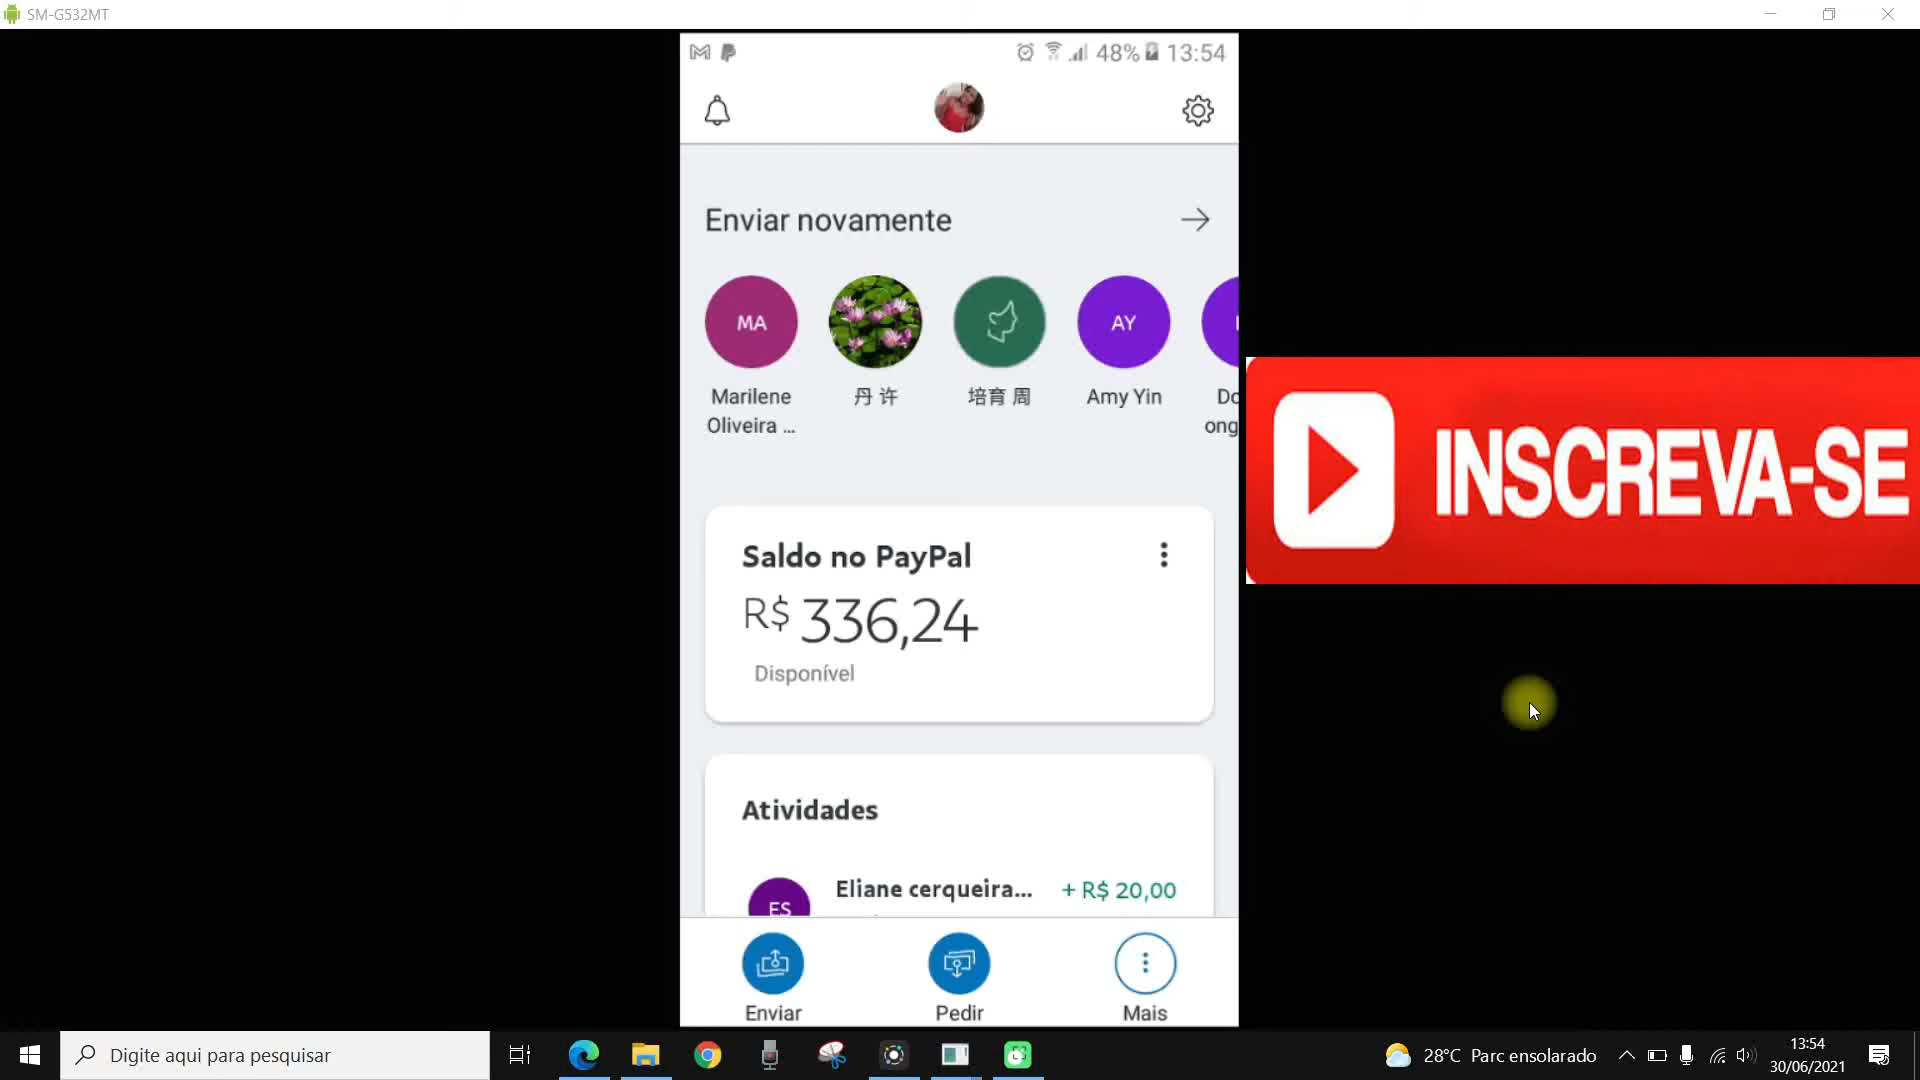 SM-G532MT
48% 13:54
Enviar novamente
MA
AY
Marilene
Oliveira ...
丹 许
培育 周
Amy Yin
Do
ong
INSCREVA-SE
Saldo no PayPal
R$ 336,24
Disponível
Atividades
ES
Eliane cerqueira... + R$ 20,00
Enviar
Pedir
Mais
Digite aqui para pesquisar
28°C Parc ensolarado
13:54
30/06/2021